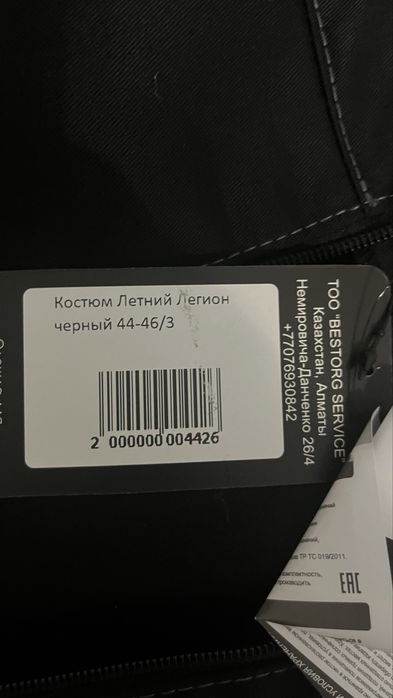 Костюм Летний Легион
черный 44-46/3
2 000000 004426
ТОО "BESTORG SERVICE"
Казахстан, Алматы
Немировича-Данченко 26/4
+77076930842
ТР ТС 019/2011.
EAC